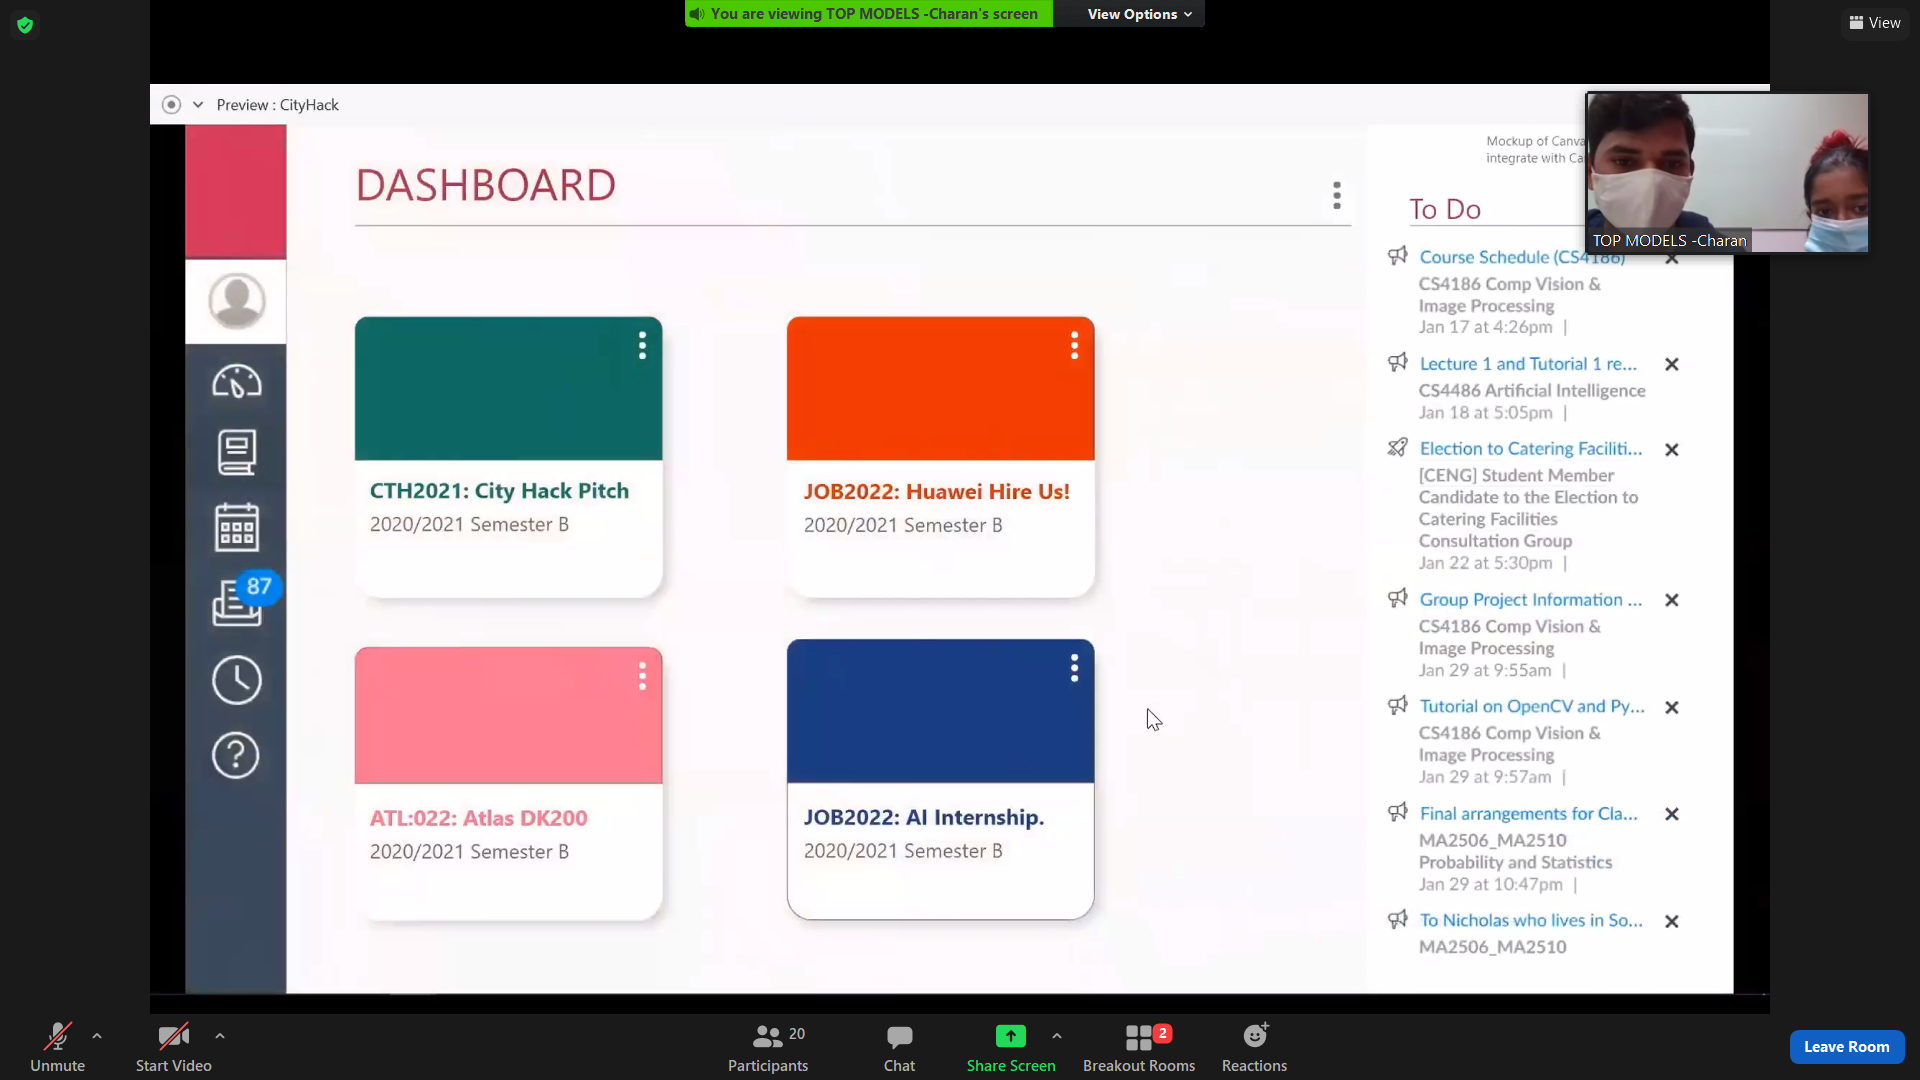 You are viewing TOP MODELS -Charan's screen
View Options
View
Preview : CityHack
DASHBOARD
CTH2021: City Hack Pitch
2020/2021 Semester B
JOB2022: Huawei Hire Us!
2020/2021 Semester B
ATL:022: Atlas DK200
2020/2021 Semester B
JOB2022: AI Internship.
2020/2021 Semester B
87
Mockup of Canva
integrate with Ca
TOP MODELS -Charan
To Do
Course Schedule (CS4186)
CS4186 Comp Vision &
Image Processing
Jan 17 at 4:26pm |
Lecture 1 and Tutorial 1 re...
CS4486 Artificial Intelligence
Jan 18 at 5:05pm |
Election to Catering Faciliti...
[CENG] Student Member
Candidate to the Election to
Catering Facilities
Consultation Group
Jan 22 at 5:30pm |
Group Project Information ...
CS4186 Comp Vision &
Image Processing
Jan 29 at 9:55am |
Tutorial on OpenCV and Py...
CS4186 Comp Vision &
Image Processing
Jan 29 at 9:57am |
Final arrangements for Cla...
MA2506_MA2510
Probability and Statistics
Jan 29 at 10:47pm |
To Nicholas who lives in So...
MA2506_MA2510
Unmute
Start Video
20
Participants
Chat
Share Screen
2
Breakout Rooms
Reactions
Leave Room